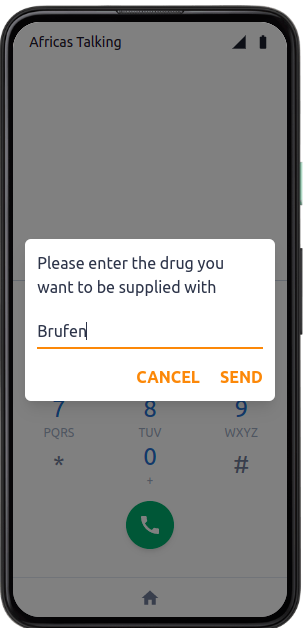 Africas Talking
Please enter the drug you
want to be supplied with
Brufen
CANCEL SEND
7 8 9
PQRS TUV WXYZ
* 0 #
+